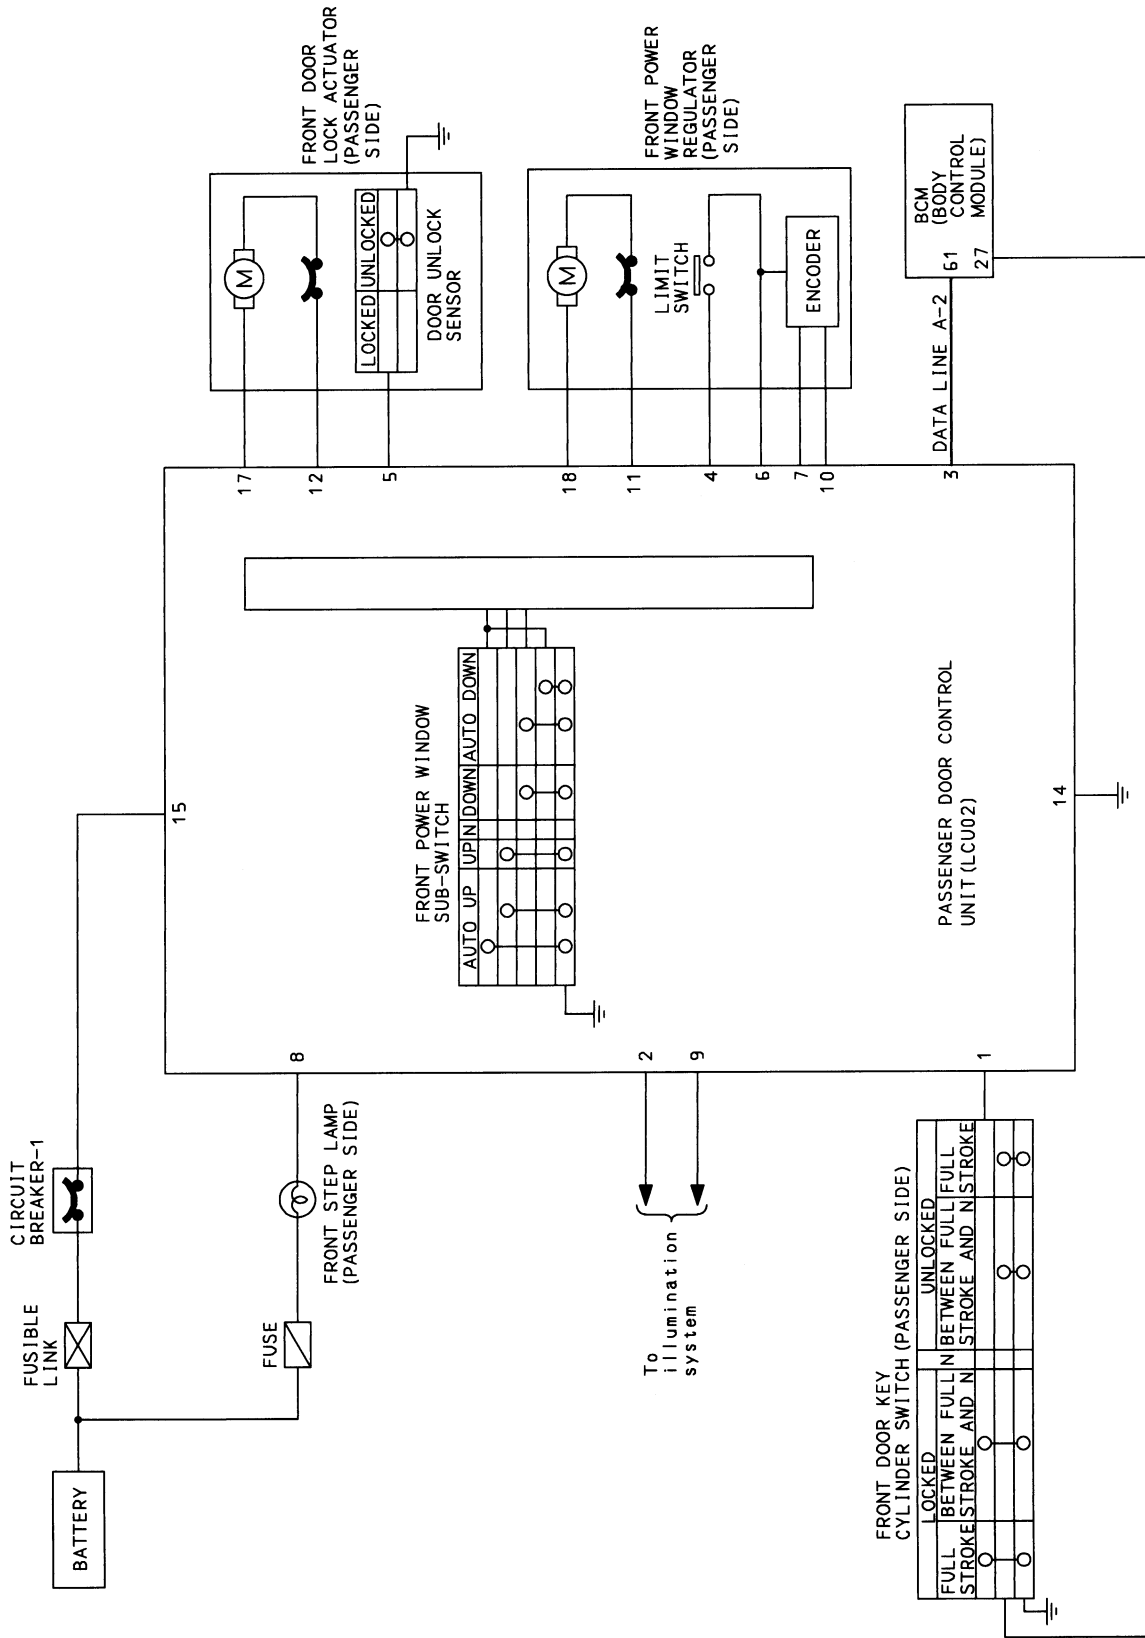 BATTERY
FUSIBLE
LINK
CIRCUIT
BREAKER-1
FUSE
FRONT STEP LAMP
(PASSENGER SIDE)
To
illumination
system
FRONT DOOR KEY
CYLINDER SWITCH (PASSENGER SIDE)
LOCKED
UNLOCKED
FULL
STROKE
BETWEEN FULL
STROKE AND N
N
BETWEEN FULL
STROKE AND N
FULL
STROKE
15
8
2
9
1
14
FRONT POWER WINDOW
SUB-SWITCH
AUTO UP
UP
N
DOWN
AUTO DOWN
PASSENGER DOOR CONTROL
UNIT (LCU02)
17
12
5
18
11
4
6
7
10
3
FRONT DOOR
LOCK ACTUATOR
(PASSENGER
SIDE)
M
LOCKED
UNLOCKED
DOOR UNLOCK
SENSOR
FRONT POWER
WINDOW
REGULATOR
(PASSENGER
SIDE)
M
LIMIT
SWITCH
ENCODER
DATA LINE A-2
61
27
BCM
(BODY
CONTROL
MODULE)